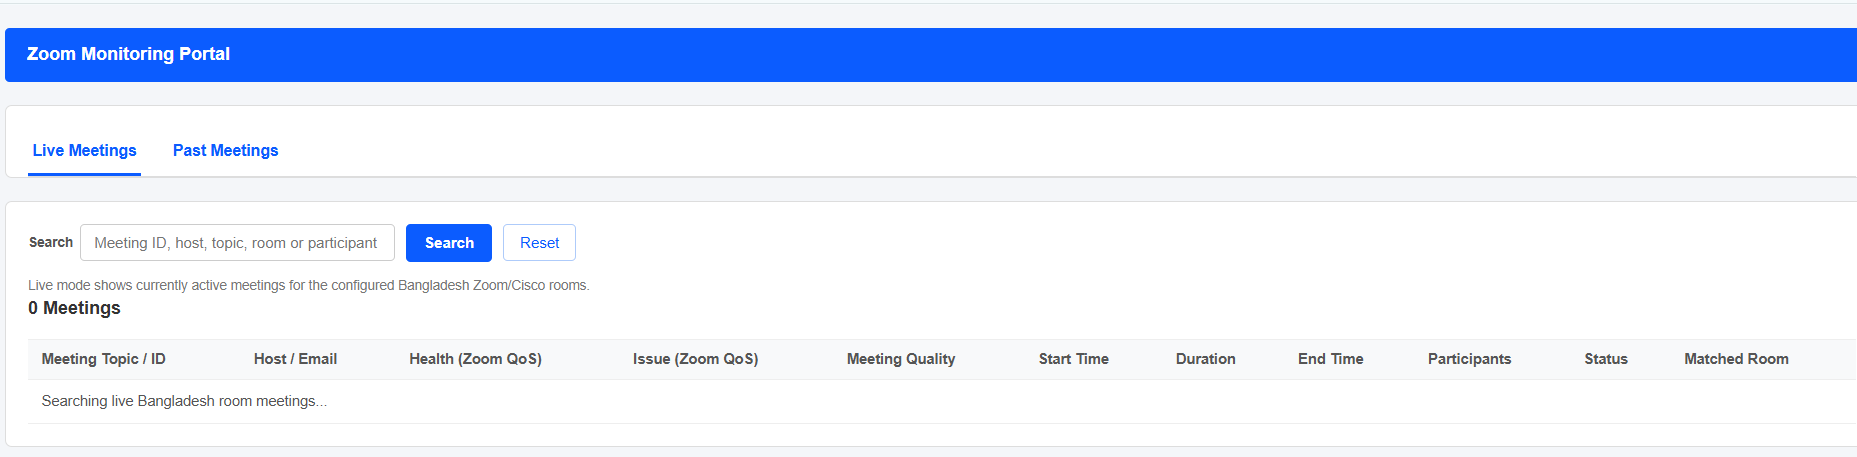 Zoom Monitoring Portal
Live Meetings Past Meetings
Search Meeting ID, host, topic, room or participant Search Reset
Live mode shows currently active meetings for the configured Bangladesh Zoom/Cisco rooms.
0 Meetings
Meeting Topic / ID Host / Email Health (Zoom QoS) Issue (Zoom QoS) Meeting Quality Start Time Duration End Time Participants Status Matched Room
Searching live Bangladesh room meetings...